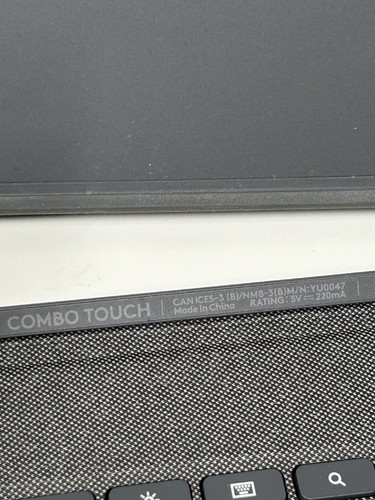 COMBO TOUCH
CAN ICES-3 (B)/NMB-3(B)M/N:YU0047
Made in China RATING: 5V⎓220mA